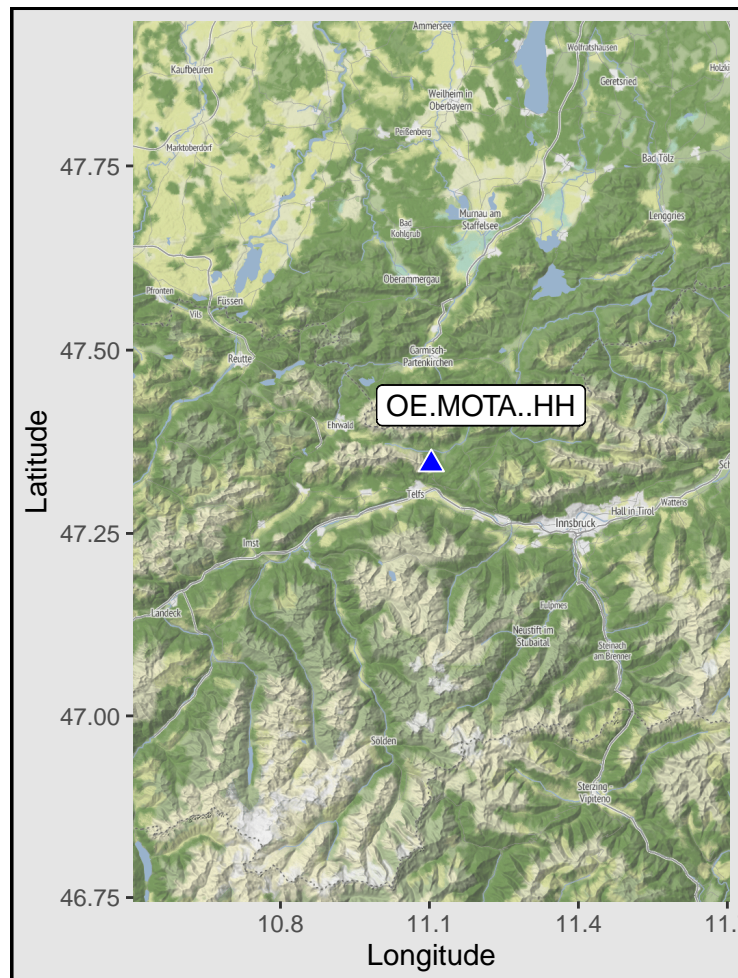 Ammersee
Wolfratshausen
Kaufbeuren
Geretsried
Weilheim in
Oberbayern
Peißenberg
Marktoberdorf
Bad Tölz
47.75
Murnau am
Staffelsee
Lenggries
Bad
Kohlgrub
Oberammergau
Pfronten
Füssen
Vils
47.50
Reutte
Garmisch-
Partenkirchen
OE.MOTA..HH
Ehrwald
Telfs
Wattens
Hall in Tirol
Innsbruck
47.25
Imst
Landeck
Fulpmes
Neustift im
Stubaital
Steinach
am Brenner
47.00
Sölden
Sterzing
Vipiteno
46.75
10.8
11.1
11.4
Longitude
Latitude